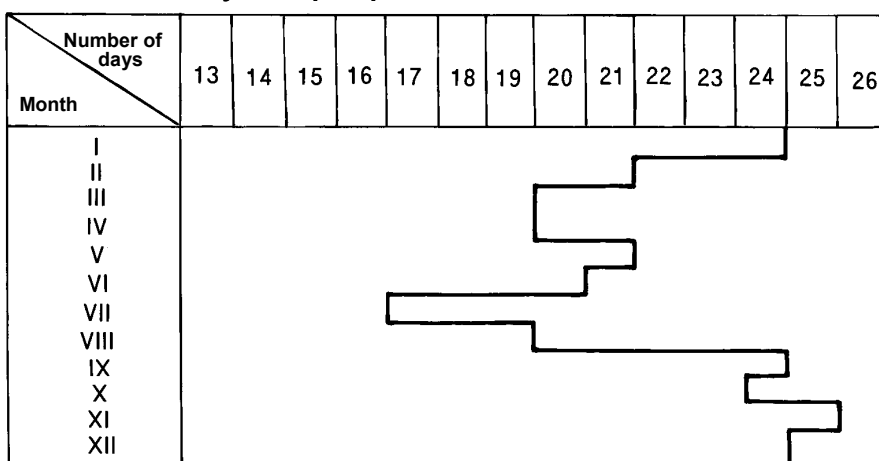 Number of
days
Month
13 14 15 16 17 18 19 20 21 22 23 24 25 26
I
II
III
IV
V
VI
VII
VIII
IX
X
XI
XII